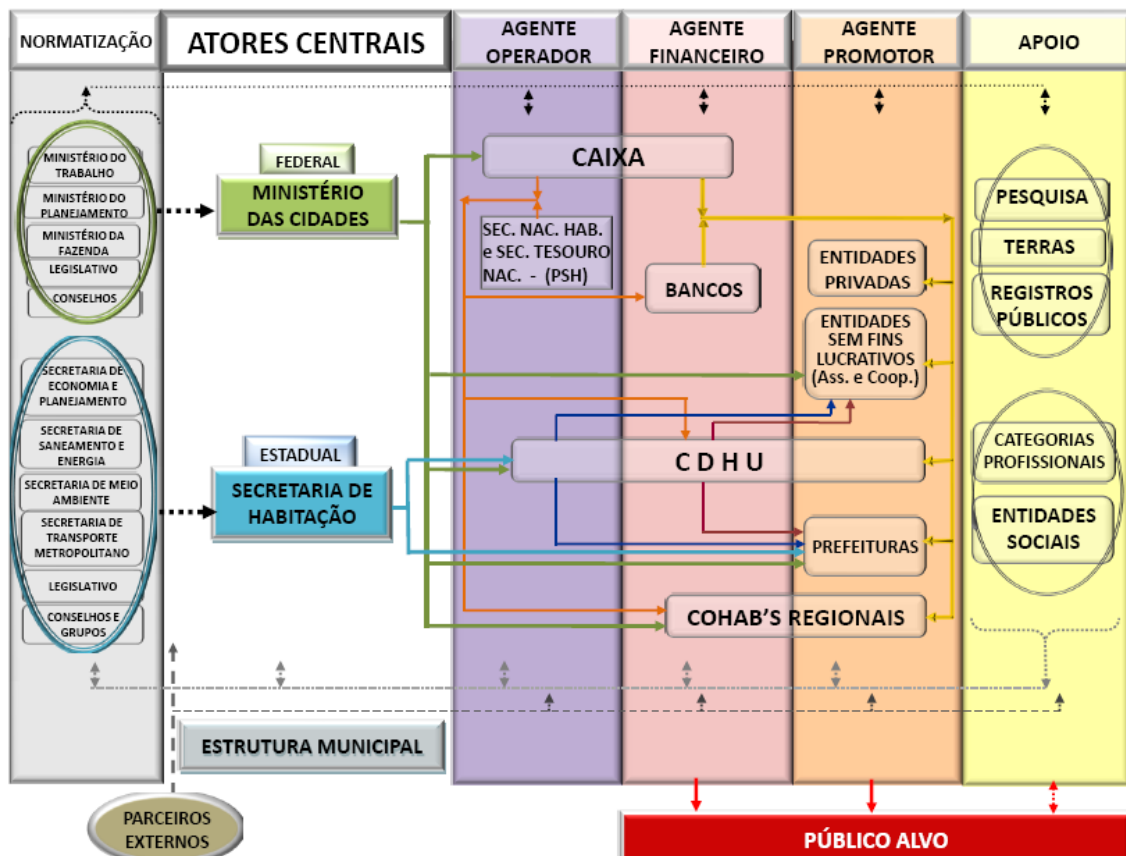 NORMATIZAÇÃO
ATORES CENTRAIS
AGENTE
OPERADOR
AGENTE
FINANCEIRO
AGENTE
PROMOTOR
APOIO
MINISTÉRIO DO
TRABALHO
MINISTÉRIO DO
PLANEJAMENTO
MINISTÉRIO DA
FAZENDA
LEGISLATIVO
CONSELHOS
FEDERAL
MINISTÉRIO
DAS CIDADES
CAIXA
SEC. NAC. HAB.
e SEC. TESOURO
NAC. - (PSH)
BANCOS
ENTIDADES
PRIVADAS
ENTIDADES
SEM FINS
LUCRATIVOS
(Ass. e Coop.)
PESQUISA
TERRAS
REGISTROS
PÚBLICOS
SECRETARIA DE
ECONOMIA E
PLANEJAMENTO
SECRETARIA DE
SANEAMENTO E
ENERGIA
SECRETARIA DE MEIO
AMBIENTE
SECRETARIA DE
TRANSPORTE
METROPOLITANO
LEGISLATIVO
CONSELHOS E
GRUPOS
ESTADUAL
SECRETARIA DE
HABITAÇÃO
C D H U
PREFEITURAS
COHAB'S REGIONAIS
CATEGORIAS
PROFISSIONAIS
ENTIDADES
SOCIAIS
ESTRUTURA MUNICIPAL
PARCEIROS
EXTERNOS
PÚBLICO ALVO